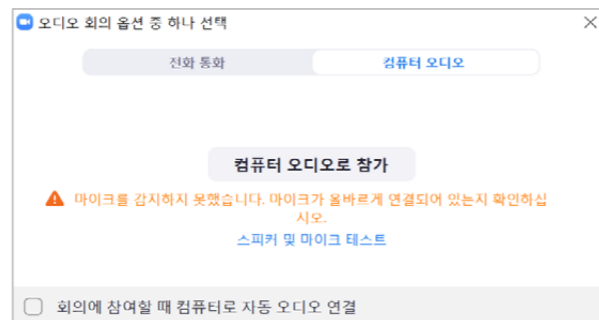 오디오 회의 옵션 중 하나 선택
전화 통화
컴퓨터 오디오
컴퓨터 오디오로 참가
마이크를 감지하지 못했습니다. 마이크가 올바르게 연결되어 있는지 확인하십
시오.
스피커 및 마이크 테스트
회의에 참여할 때 컴퓨터로 자동 오디오 연결